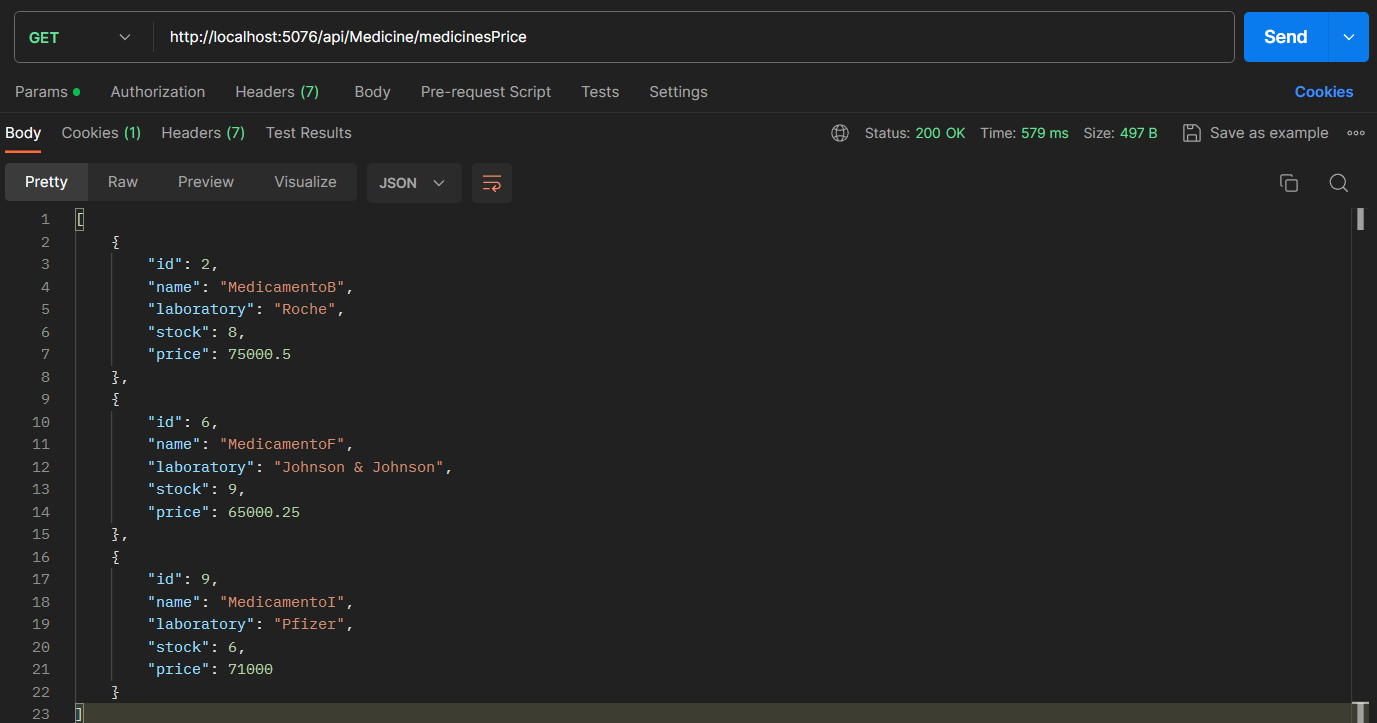 GET http://localhost:5076/api/Medicine/medicinesPrice Send
Params Authorization Headers (7) Body Pre-request Script Tests Settings Cookies
Body Cookies (1) Headers (7) Test Results Status: 200 OK Time: 579 ms Size: 497 B Save as example
Pretty Raw Preview Visualize JSON
1 [
2 {
3 "id": 2,
4 "name": "MedicamentoB",
5 "laboratory": "Roche",
6 "stock": 8,
7 "price": 75000.5
8 },
9 {
10 "id": 6,
11 "name": "MedicamentoF",
12 "laboratory": "Johnson & Johnson",
13 "stock": 9,
14 "price": 65000.25
15 },
16 {
17 "id": 9,
18 "name": "MedicamentoI",
19 "laboratory": "Pfizer",
20 "stock": 6,
21 "price": 71000
22 }
23 ]